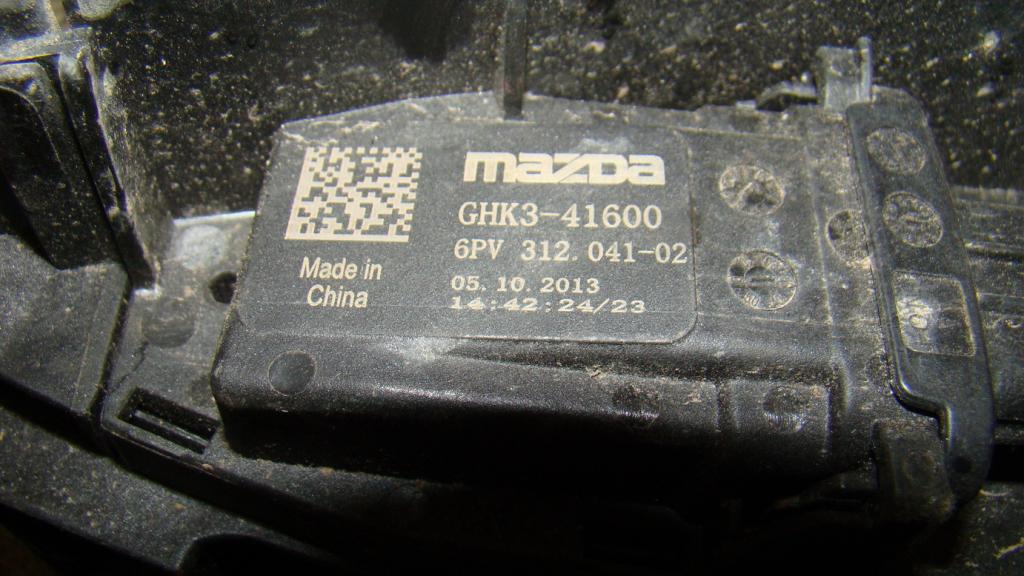 mazda
GHK3-41600
6PV 312.041-02
05.10.2013
14:42:24/23
Made in
China